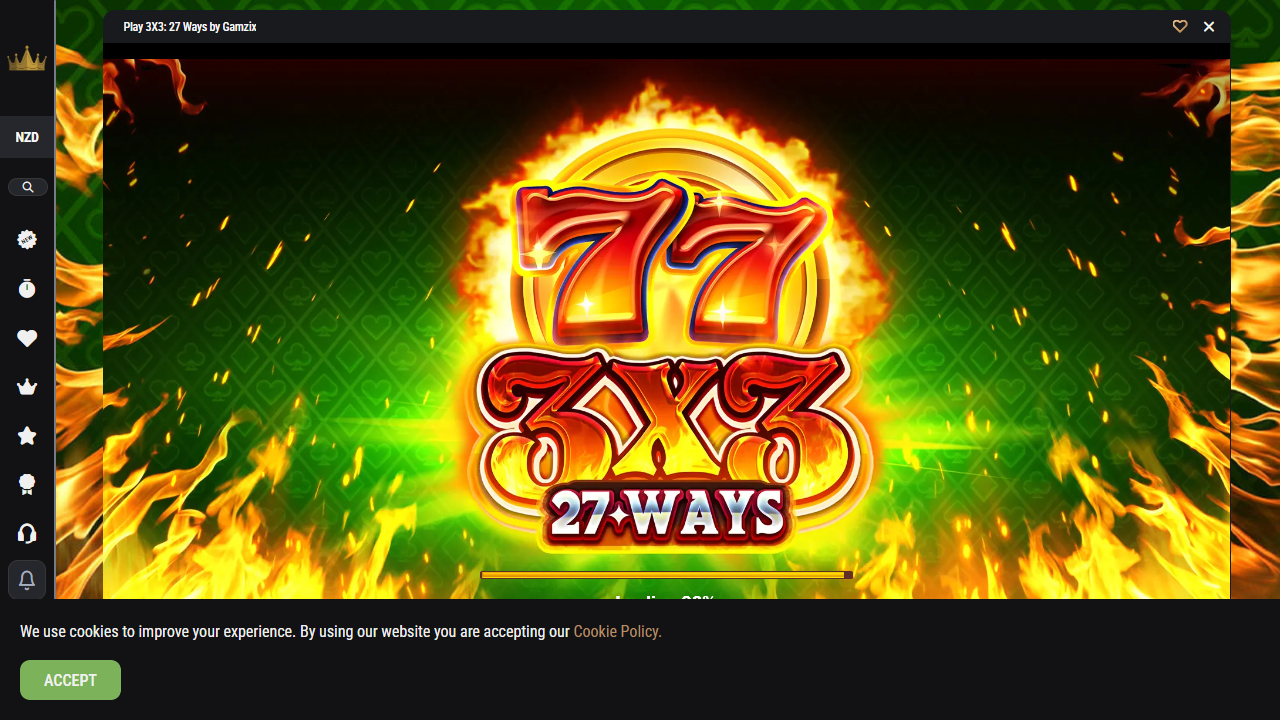 Play 3X3: 27 Ways by Gamzix
NZD
NEW
77
3X3
27 WAYS
We use cookies to improve your experience. By using our website you are accepting our Cookie Policy.
ACCEPT